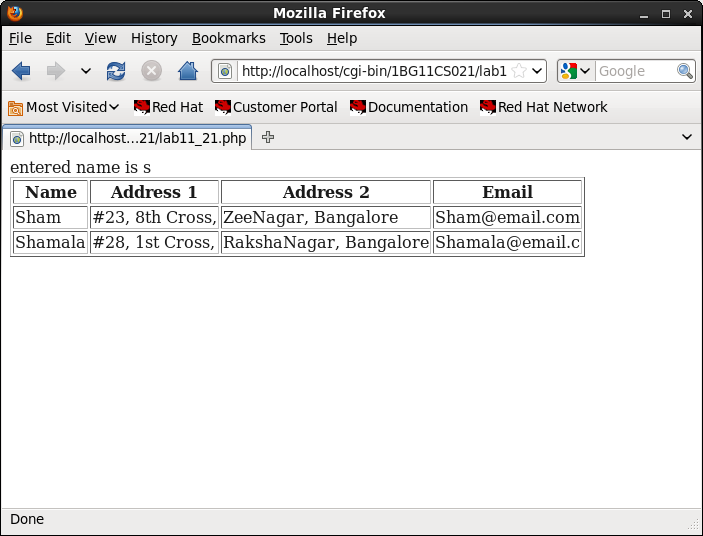 Mozilla Firefox
File Edit View History Bookmarks Tools Help
http://localhost/cgi-bin/1BG11CS021/lab1 Google
Most Visited Red Hat Customer Portal Documentation Red Hat Network
http://localhost...21/lab11_21.php
entered name is s
Name Address 1 Address 2 Email
Sham #23, 8th Cross, ZeeNagar, Bangalore Sham@email.com
Shamala #28, 1st Cross, RakshaNagar, Bangalore Shamala@email.c
Done